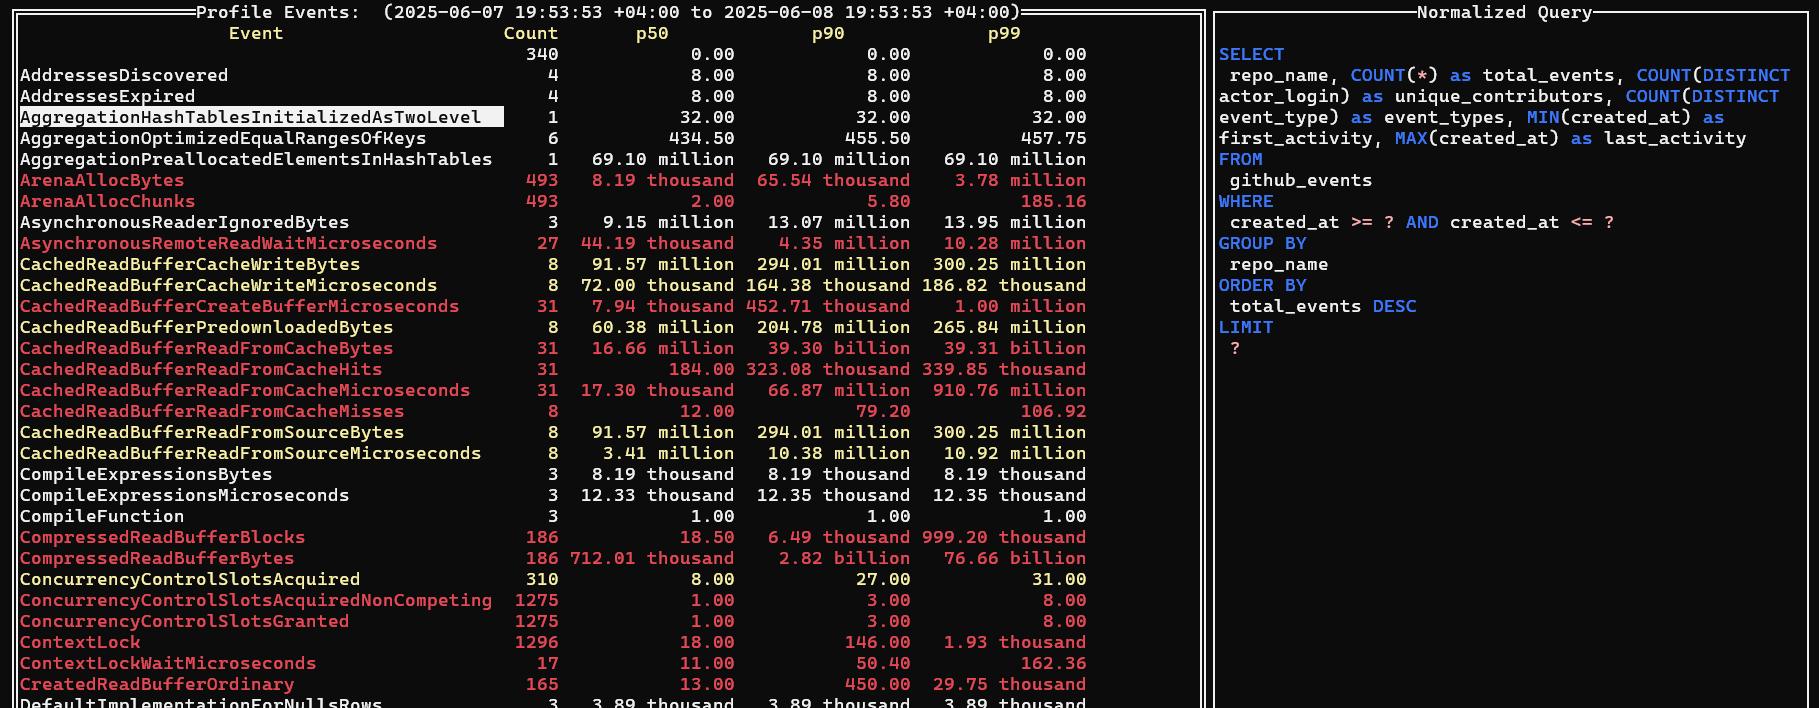 Profile Events:  (2025-06-07 19:53:53 +04:00 to 2025-06-08 19:53:53 +04:00)
Event Count p50 p90 p99
340 0.00 0.00 0.00
AddressesDiscovered 4 8.00 8.00 8.00
AddressesExpired 4 8.00 8.00 8.00
AggregationHashTablesInitializedAsTwoLevel 1 32.00 32.00 32.00
AggregationOptimizedEqualRangesOfKeys 6 434.50 455.50 457.75
AggregationPreallocatedElementsInHashTables 1 69.10 million 69.10 million 69.10 million
ArenaAllocBytes 493 8.19 thousand 65.54 thousand 3.78 million
ArenaAllocChunks 493 2.00 5.80 185.16
AsynchronousReaderIgnoredBytes 3 9.15 million 13.07 million 13.95 million
AsynchronousRemoteReadWaitMicroseconds 27 44.19 thousand 4.35 million 10.28 million
CachedReadBufferCacheWriteBytes 8 91.57 million 294.01 million 300.25 million
CachedReadBufferCacheWriteMicroseconds 8 72.00 thousand 164.38 thousand 186.82 thousand
CachedReadBufferCreateBufferMicroseconds 31 7.94 thousand 452.71 thousand 1.00 million
CachedReadBufferPredownloadedBytes 8 60.38 million 204.78 million 265.84 million
CachedReadBufferReadFromCacheBytes 31 16.66 million 39.30 billion 39.31 billion
CachedReadBufferReadFromCacheHits 31 184.00 323.08 thousand 339.85 thousand
CachedReadBufferReadFromCacheMicroseconds 31 17.30 thousand 66.87 million 910.76 million
CachedReadBufferReadFromCacheMisses 8 12.00 79.20 106.92
CachedReadBufferReadFromSourceBytes 8 91.57 million 294.01 million 300.25 million
CachedReadBufferReadFromSourceMicroseconds 8 3.41 million 10.38 million 10.92 million
CompileExpressionsBytes 3 8.19 thousand 8.19 thousand 8.19 thousand
CompileExpressionsMicroseconds 3 12.33 thousand 12.35 thousand 12.35 thousand
CompileFunction 3 1.00 1.00 1.00
CompressedReadBufferBlocks 186 18.50 6.49 thousand 999.20 thousand
CompressedReadBufferBytes 186 712.01 thousand 2.82 billion 76.66 billion
ConcurrencyControlSlotsAcquired 310 8.00 27.00 31.00
ConcurrencyControlSlotsAcquiredNonCompeting 1275 1.00 3.00 8.00
ConcurrencyControlSlotsGranted 1275 1.00 3.00 8.00
ContextLock 1296 18.00 146.00 1.93 thousand
ContextLockWaitMicroseconds 17 11.00 50.40 162.36
CreatedReadBufferOrdinary 165 13.00 450.00 29.75 thousand
DefaultImplementationForNullsRows 3 3.89 thousand 3.89 thousand 3.89 thousand
Normalized Query
SELECT
repo_name, COUNT(*) as total_events, COUNT(DISTINCT
actor_login) as unique_contributors, COUNT(DISTINCT
event_type) as event_types, MIN(created_at) as
first_activity, MAX(created_at) as last_activity
FROM
github_events
WHERE
created_at >= ? AND created_at <= ?
GROUP BY
repo_name
ORDER BY
total_events DESC
LIMIT
?